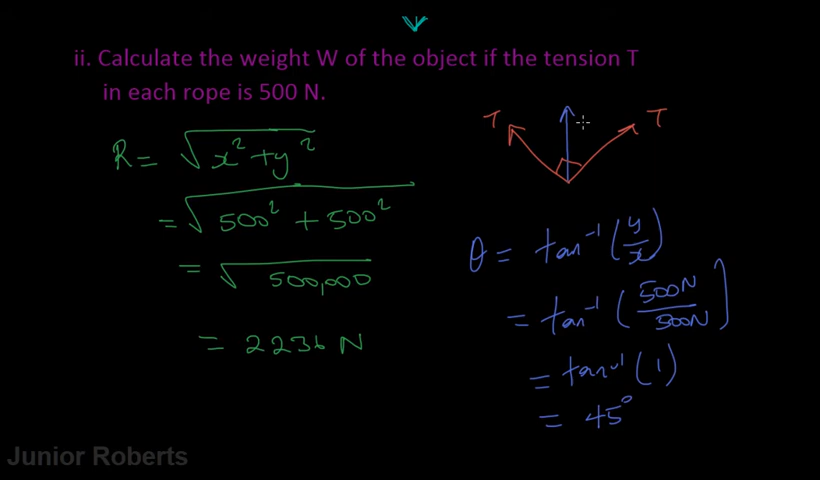 ii. Calculate the weight W of the object if the tension T
in each rope is 500 N.
T T
R = √x² + y²
= √500² + 500²
= √500,000
= 2236 N
θ = tan⁻¹ (y/x)
= tan⁻¹ (500N/500N)
= tan⁻¹ (1)
= 45°
Junior Roberts